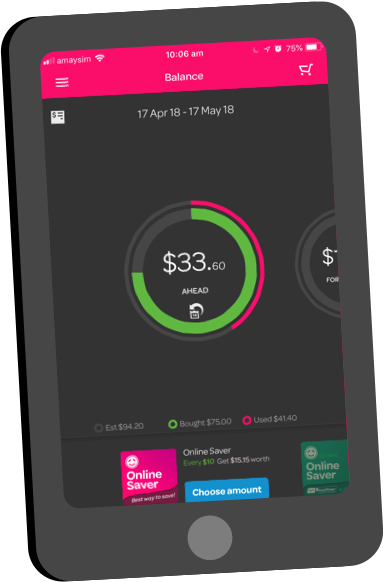 amaysim 10:06 am 75%
Balance
17 Apr 18 - 17 May 18
$33.60
AHEAD
$1
FOR
Est $94.20 Bought $75.00 Used $41.40
Online Saver
Every $10 Get $15.15 worth
Choose amount
Online
Saver
Best way to save!
Online
Saver